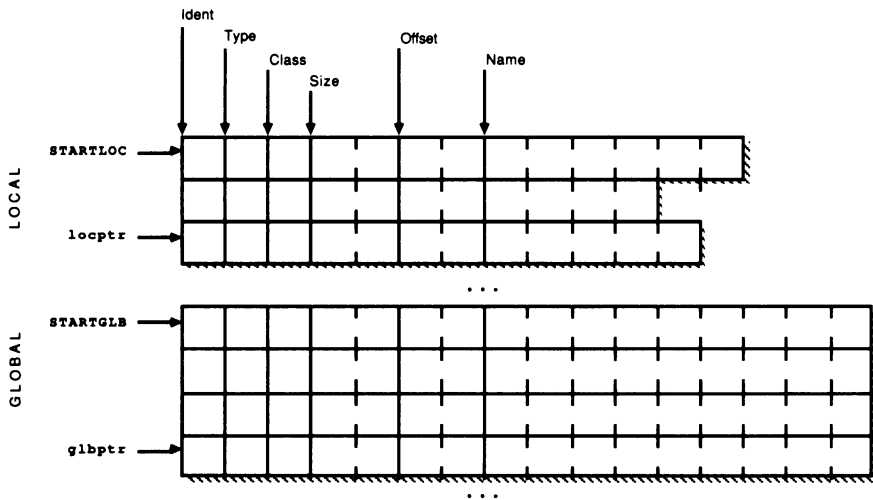 Ident
Type
Class
Size
Offset
Name
STARTLOC
LOCAL
locptr
...
STARTGLB
GLOBAL
glbptr
...